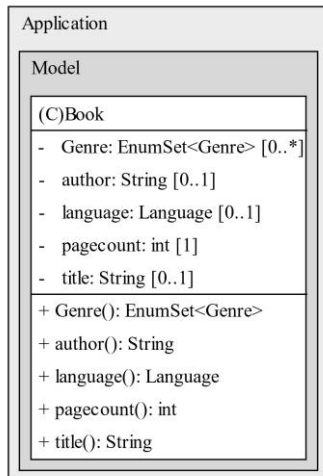 Application
Model
(C)Book
- Genre: EnumSet<Genre> [0..*]
- author: String [0..1]
- language: Language [0..1]
- pagecount: int [1]
- title: String [0..1]
+ Genre(): EnumSet<Genre>
+ author(): String
+ language(): Language
+ pagecount(): int
+ title(): String